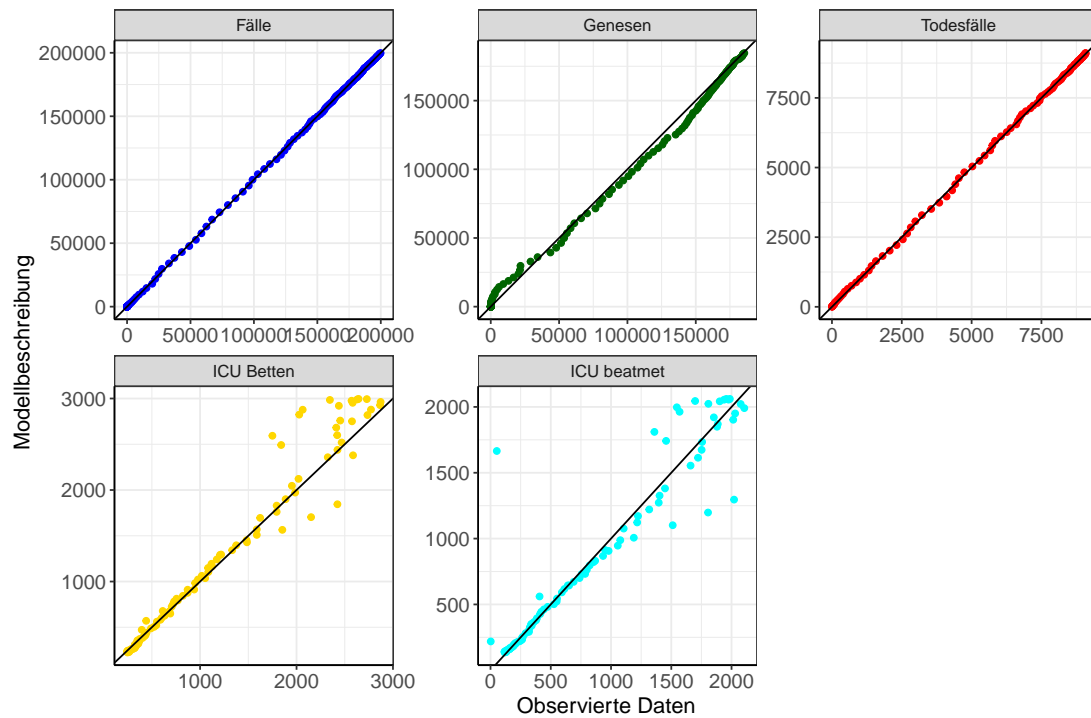 Fälle
Genesen
Todesfälle
200000
150000
100000
50000
0
150000
100000
50000
0
7500
5000
2500
0
0 50000 100000 150000 200000
0 50000 100000 150000
0 2500 5000 7500
Modellbeschreibung
ICU Betten
ICU beatmet
3000
2000
1000
2000
1500
1000
500
1000 2000 3000
0 500 1000 1500 2000
Observierte Daten